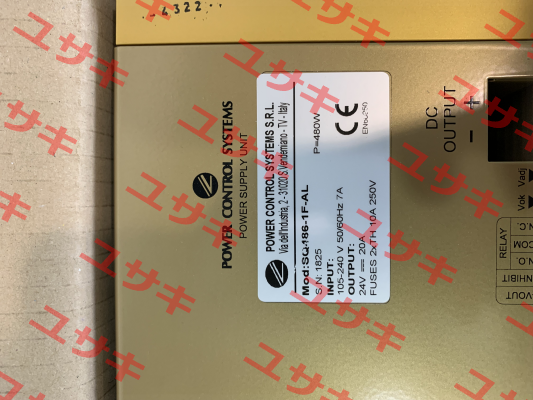 -4322--
POWER CONTROL SYSTEMS
POWER SUPPLY UNIT
POWER CONTROL SYSTEMS S.R.L.
Via dell'Industria, 2 - 31020 S.Vendemiano - TV - Italy
Mod:SQ486-1F-AL
S/N: 1825
P=480W
INPUT:
105-240 V 50/60Hz 7A
OUTPUT:
24V 20A
FUSES 2xTH 10A 250V
CE
DC
OUTPUT
- +
Vok Vadj
RELAY
N.C.
COM
N.O.
INHIBIT
-VOUT
ユサキ
ユサキ
ユサキ
ユサキ
ユサキ
ユサキ
ユサキ
ユサキ
ユサキ
ユサキ
ユサキ
ユサキ